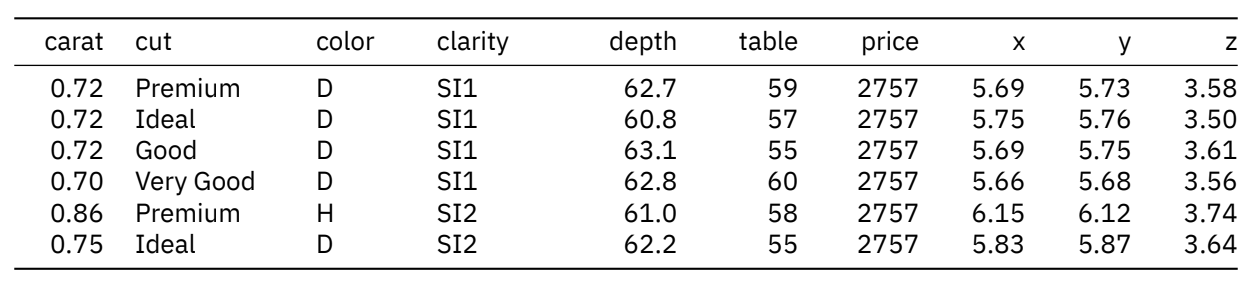 carat cut color clarity depth table price x y z
0.72 Premium D SI1 62.7 59 2757 5.69 5.73 3.58
0.72 Ideal D SI1 60.8 57 2757 5.75 5.76 3.50
0.72 Good D SI1 63.1 55 2757 5.69 5.75 3.61
0.70 Very Good D SI1 62.8 60 2757 5.66 5.68 3.56
0.86 Premium H SI2 61.0 58 2757 6.15 6.12 3.74
0.75 Ideal D SI2 62.2 55 2757 5.83 5.87 3.64